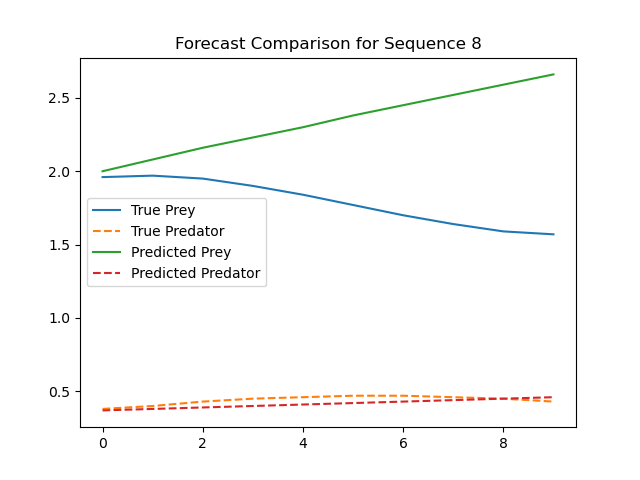 Forecast Comparison for Sequence 8
2.5
2.0
1.5
1.0
0.5
True Prey
True Predator
Predicted Prey
Predicted Predator
0 2 4 6 8